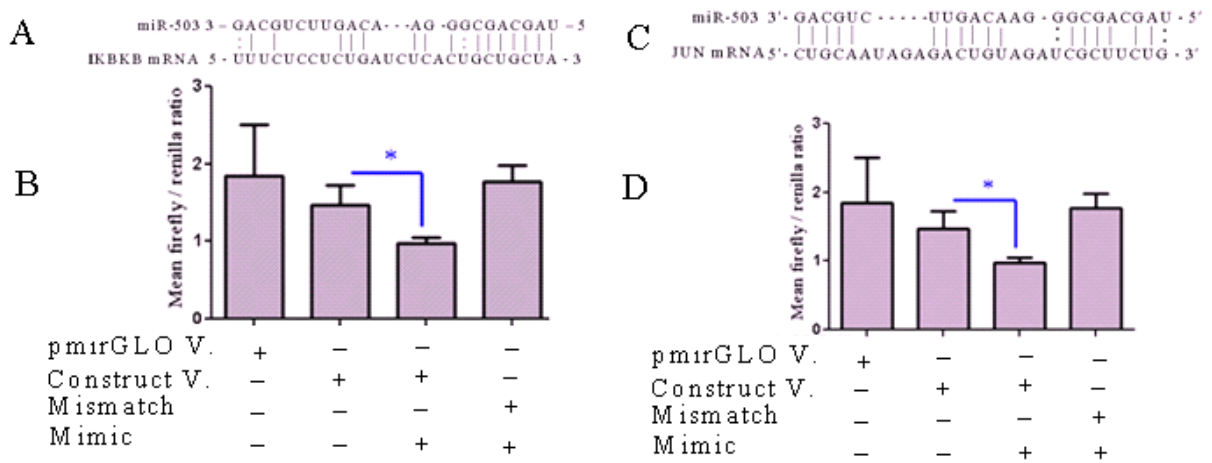 A
miR-503 3 – GACGUCUUGACA---AG-GGCGACGAU – 5
IKBKB mRNA 5 - UUUCUCCUCUGAUCUCACUGCUGCUA - 3
B
Mean firefly / renilla ratio
3
2
1
0
*
pmirGLO V. + – – –
Construct V. – + + –
Mismatch – – – +
Mimic – – + +
C
miR-503 3'- GACGUC-----UUGACAAG-GGCGACGAU- 5'
JUN mRNA 5'- CUGCAAUAGAGACUGUAGAUCGCUUCUG- 3'
D
Mean firefly / renilla ratio
3
2
1
0
*
pmirGLO V. + – – –
Construct V. – + + –
Mismatch – – – +
Mimic – – + +